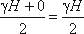 (γH + 0)/2 = γH/2